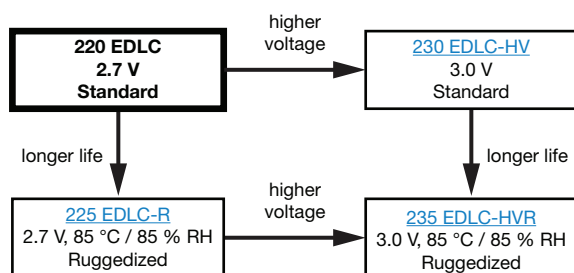 220 EDLC
2.7 V
Standard
higher
voltage
230 EDLC-HV
3.0 V
Standard
longer life
longer life
225 EDLC-R
2.7 V, 85 °C / 85 % RH
Ruggedized
higher
voltage
235 EDLC-HVR
3.0 V, 85 °C / 85 % RH
Ruggedized